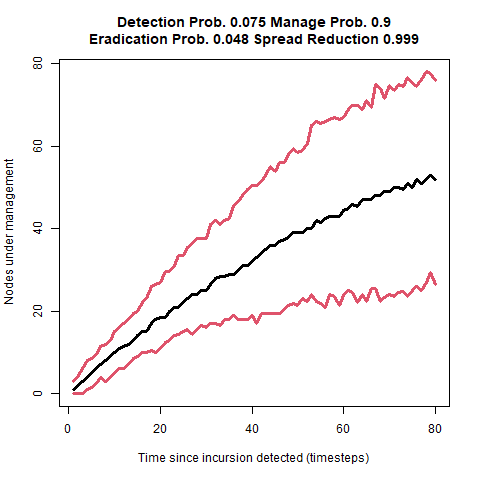 Detection Prob. 0.075 Manage Prob. 0.9
Eradication Prob. 0.048 Spread Reduction 0.999
Nodes under management
80
60
40
20
0
0 20 40 60 80
Time since incursion detected (timesteps)